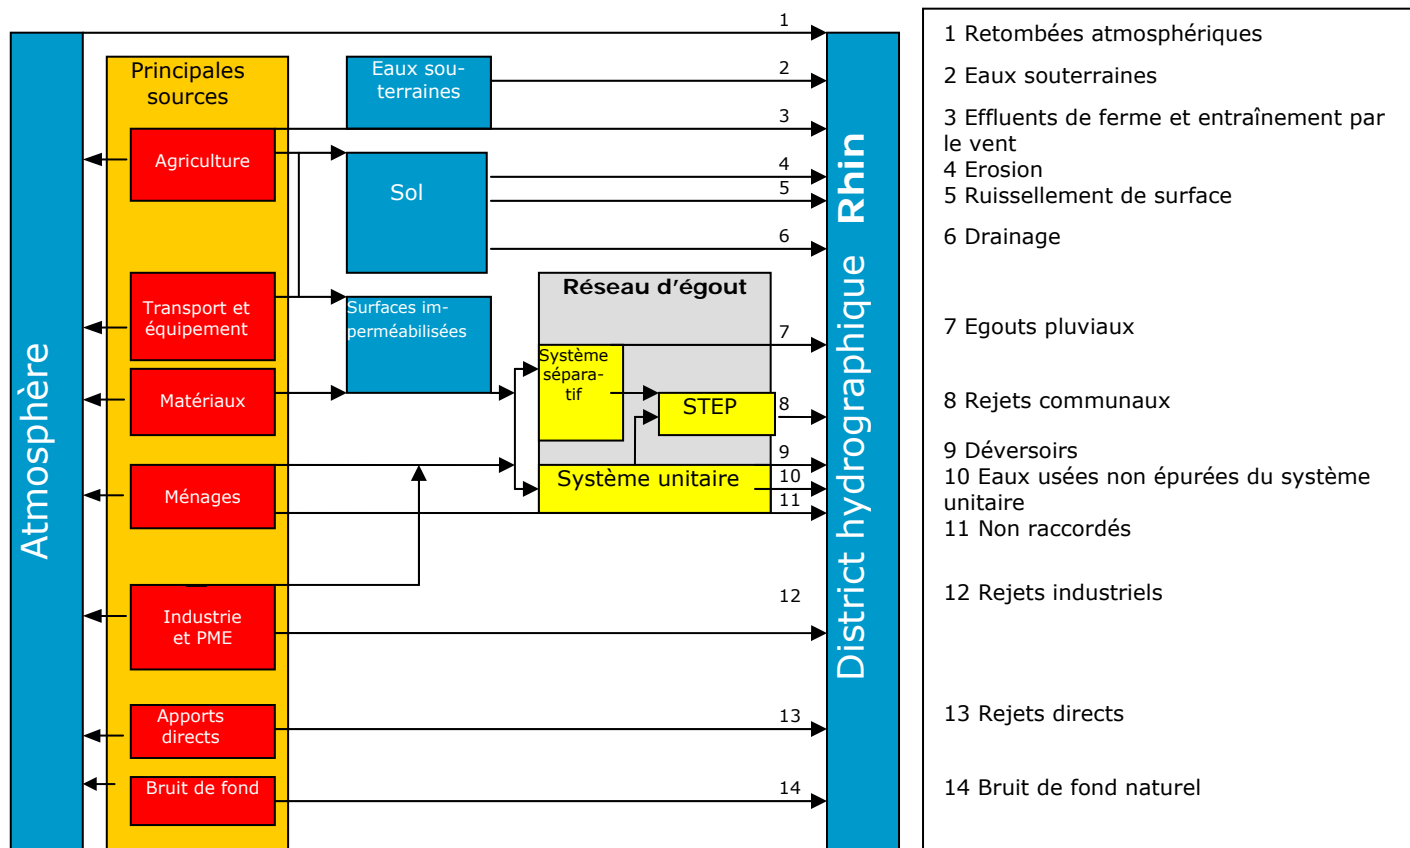 Atmosphère
Principales
sources
Agriculture
Transport et
équipement
Matériaux
Ménages
Industrie
et PME
Apports
directs
Bruit de fond
Eaux sou-
terraines
Sol
Surfaces im-
perméabilisées
Réseau d'égout
Système
sépara-
tif
STEP
Système unitaire
1
2
3
4
5
6
7
8
9
10
11
12
13
14
District hydrographique Rhin
1 Retombées atmosphériques
2 Eaux souterraines
3 Effluents de ferme et entraînement par
le vent
4 Erosion
5 Ruissellement de surface
6 Drainage
7 Egouts pluviaux
8 Rejets communaux
9 Déversoirs
10 Eaux usées non épurées du système
unitaire
11 Non raccordés
12 Rejets industriels
13 Rejets directs
14 Bruit de fond naturel